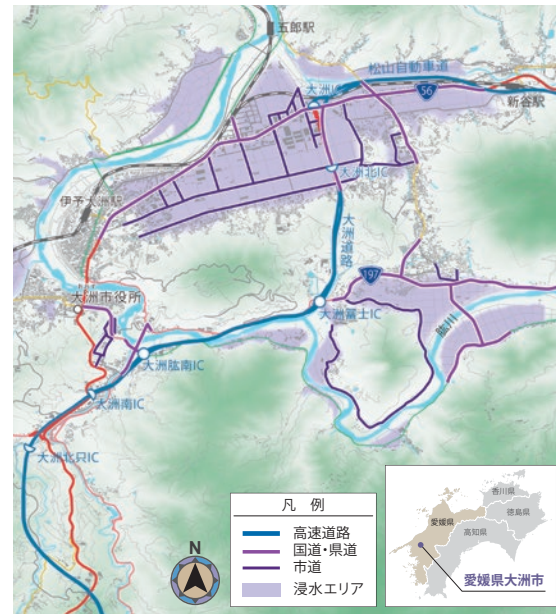 五郎駅
松山自動車道
大洲IC
56
新谷駅
大洲北IC
伊予大洲駅
大洲道路
197
大洲市役所
大洲冨士IC
肱川
大洲肱南IC
大洲南IC
大洲北只IC
N
凡 例
高速道路
国道・県道
市道
浸水エリア
香川県
徳島県
愛媛県
高知県
愛媛県大洲市